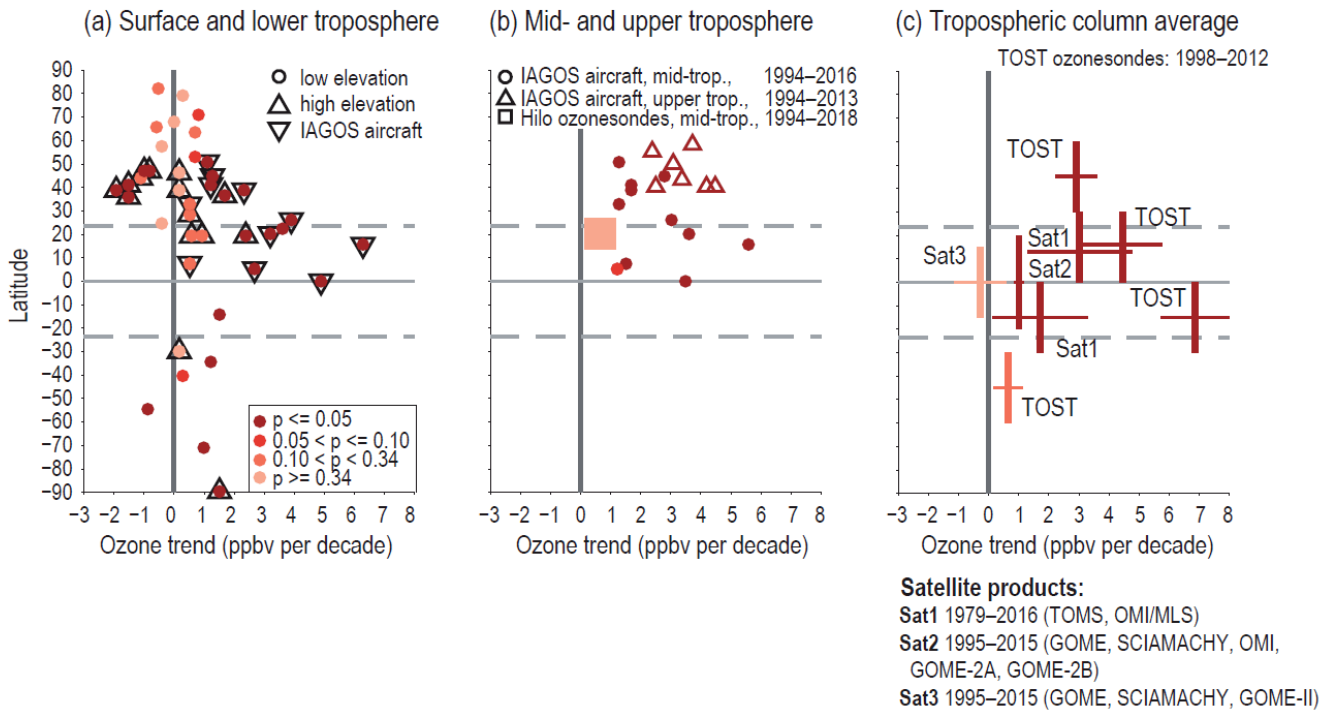 (a) Surface and lower troposphere
90
80
70
60
50
40
30
20
10
0
−10
−20
−30
−40
−50
−60
−70
−80
−90
Latitude
low elevation
high elevation
IAGOS aircraft
p <= 0.05
0.05 < p <= 0.10
0.10 < p < 0.34
p >= 0.34
−3 −2 −1 0 1 2 3 4 5 6 7 8
Ozone trend (ppbv per decade)
(b) Mid- and upper troposphere
IAGOS aircraft, mid-trop., 1994–2016
IAGOS aircraft, upper trop., 1994–2013
Hilo ozonesondes, mid-trop., 1994–2018
−3 −2 −1 0 1 2 3 4 5 6 7 8
Ozone trend (ppbv per decade)
(c) Tropospheric column average
TOST ozonesondes: 1998–2012
TOST
TOST
Sat1
Sat3
Sat2
TOST
Sat1
TOST
−3 −2 −1 0 1 2 3 4 5 6 7 8
Ozone trend (ppbv per decade)
Satellite products:
Sat1 1979–2016 (TOMS, OMI/MLS)
Sat2 1995–2015 (GOME, SCIAMACHY, OMI,
GOME-2A, GOME-2B)
Sat3 1995–2015 (GOME, SCIAMACHY, GOME-II)